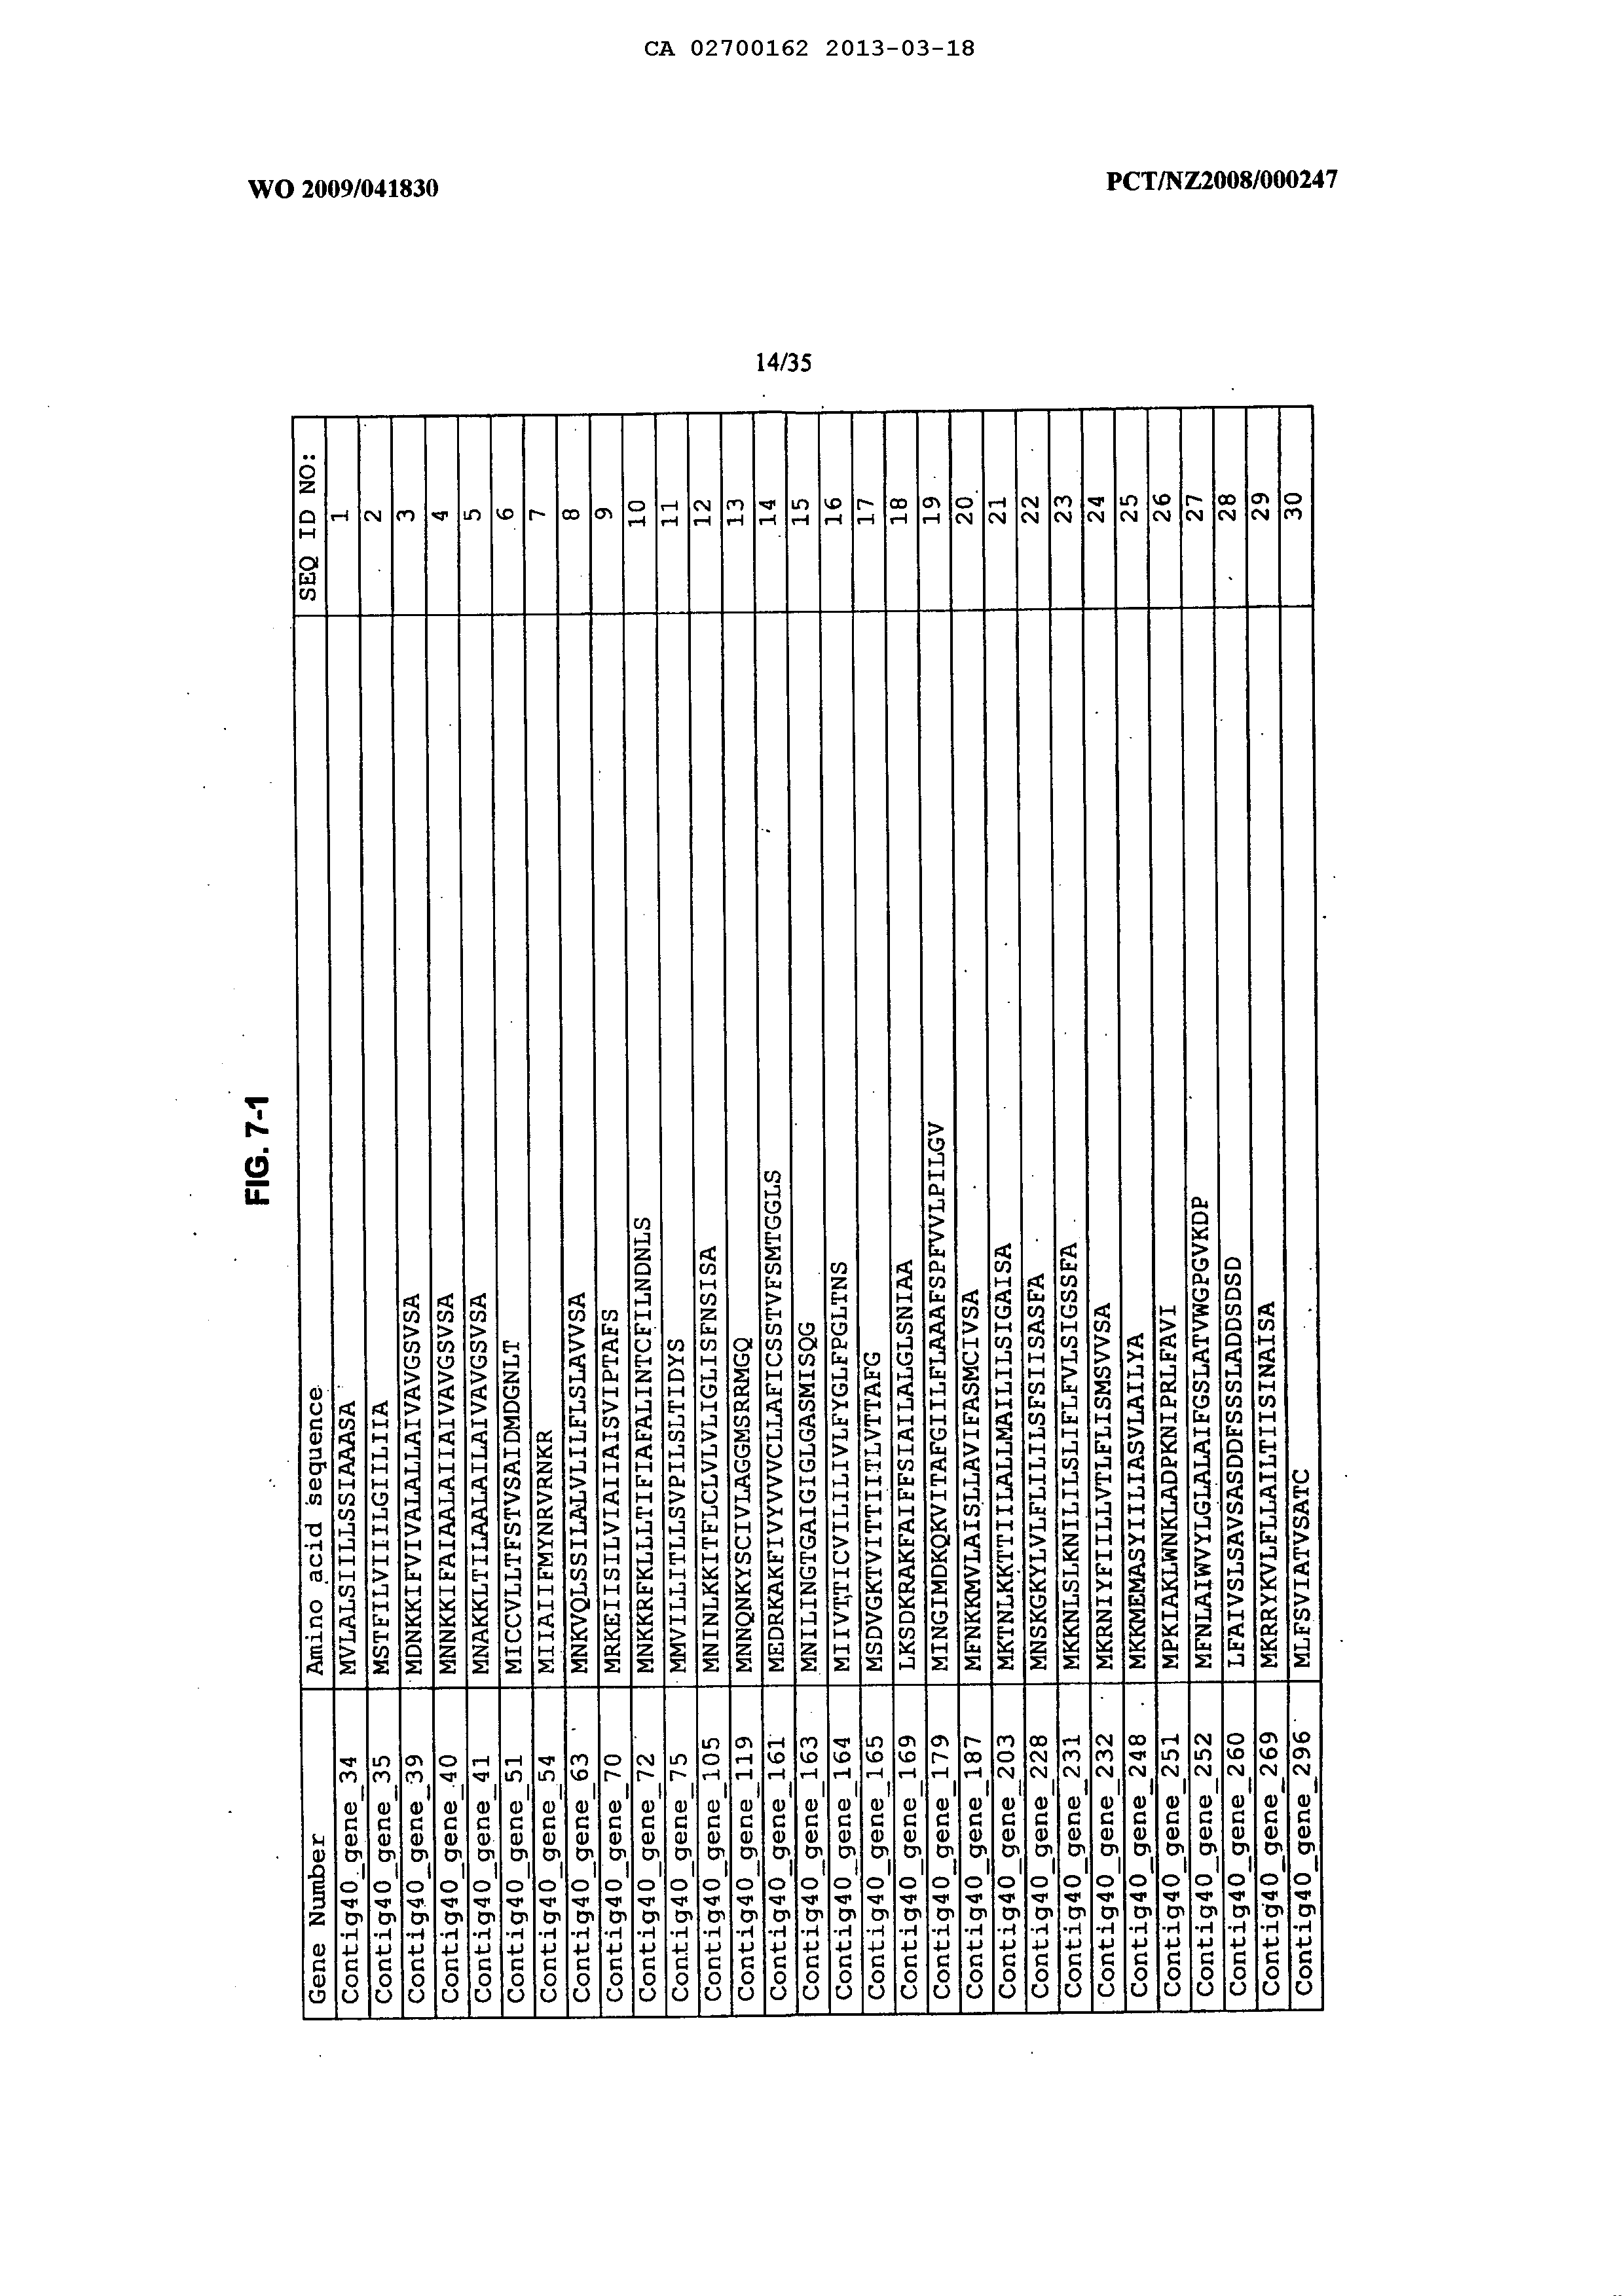 CA 02700162 2013-03-18
WO 2009/041830
PCT/NZ2008/000247
14/35
FIG. 7-1
Gene Number Amino acid sequence SEQ ID NO:
Contig40_gene_34 MVLALSIILLSSIAAASA 1
Contig40_gene_35 MSTFILVIIILGIILIIA 2
Contig40_gene_39 MDNKKIFVIVALALLAIVAVGSVSA 3
Contig40_gene_40 MNNKKIFAIAALAIIAIVAVGSVSA 4
Contig40_gene_41 MNAKKLTILAALAILAIVAVGSVSA 5
Contig40_gene_51 MICCVLLTFSTVSAIDMDGNLT 6
Contig40_gene_54 MIIAIIFMYNRVRNKR 7
Contig40_gene_63 MNKVQLSSILALVLILFLSLAVVSA 8
Contig40_gene_70 MRKEIISILVIAIIAISVIPTAFS 9
Contig40_gene_72 MNKKRFKLLLTIFIAFALINTCFILNDNLS 10
Contig40_gene_75 MMVILLITLLSVPILSLTIDYS 11
Contig40_gene_105 MNINLKKITFLCLVLVLIGLISFNSISA 12
Contig40_gene_119 MNNQNKYSCIVLAGGMSRRMGQ 13
Contig40_gene_161 MEDRKAKFIVYVVVCLLAFICSSTVFSMTGGLS 14
Contig40_gene_163 MNILINGTGAIGIGLGASMISQG 15
Contig40_gene_164 MIIVTTICVILILIVLFYGLFPGLTNS 16
Contig40_gene_165 MSDVGKTVITTIITLVTTAFG 17
Contig40_gene_169 LKSDKRAKFAIFFSIAILALGLSNIAA 18
Contig40_gene_179 MINGIMDKQKVITAFGIILFLAAAFSPFVVLPILGV 19
Contig40_gene_187 MFNKKMVLAISLLAVIFASMCIVSA 20
Contig40_gene_203 MKTNLKKTTIILALLMAILILSIGAISA 21
Contig40_gene_228 MNSKGKYLVLFLILILSFSIISASFA 22
Contig40_gene_231 MKKNLSLKNILILSLIFLFVLSIGSSFA 23
Contig40_gene_232 MKRNIYFIILLVTLFLISMSVVSA 24
Contig40_gene_248 MKKMEMASYIILIASVLAILYA 25
Contig40_gene_251 MPKIAKLWNKLADPKNIPRLFAVI 26
Contig40_gene_252 MFNLAIWVYLGLALAIFGSLATVWGPGVKDP 27
Contig40_gene_260 LFAIVSLSAVSASDDFSSSLADDSDSD 28
Contig40_gene_269 MKRRYKVLFLLAILTIISINAISA 29
Contig40_gene_296 MLFSVIATVSATC 30